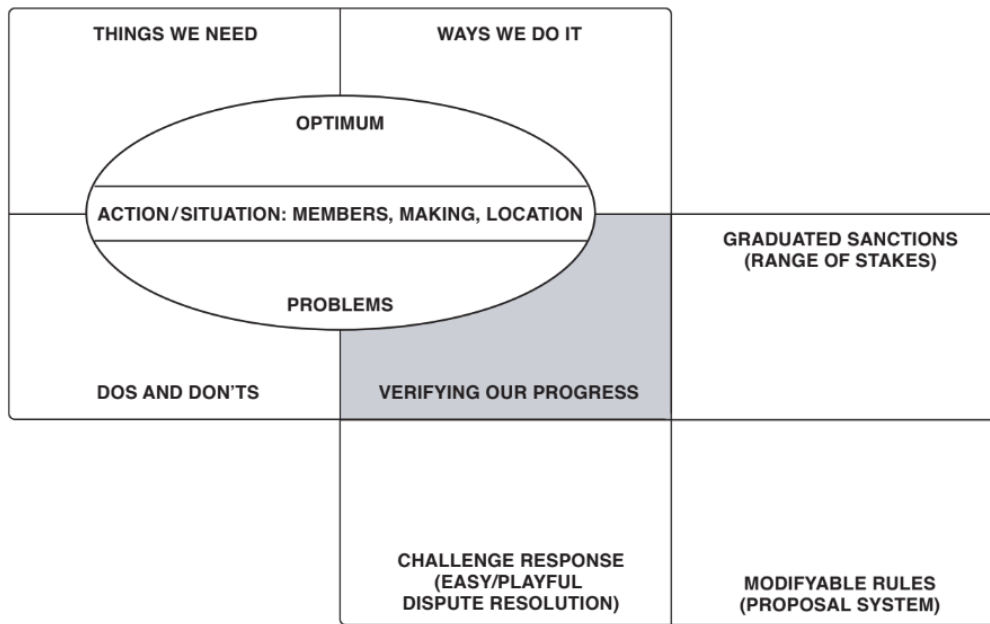 THINGS WE NEED
WAYS WE DO IT
OPTIMUM
ACTION/SITUATION: MEMBERS, MAKING, LOCATION
PROBLEMS
GRADUATED SANCTIONS
(RANGE OF STAKES)
DOS AND DON'TS
VERIFYING OUR PROGRESS
CHALLENGE RESPONSE
(EASY/PLAYFUL
DISPUTE RESOLUTION)
MODIFYABLE RULES
(PROPOSAL SYSTEM)